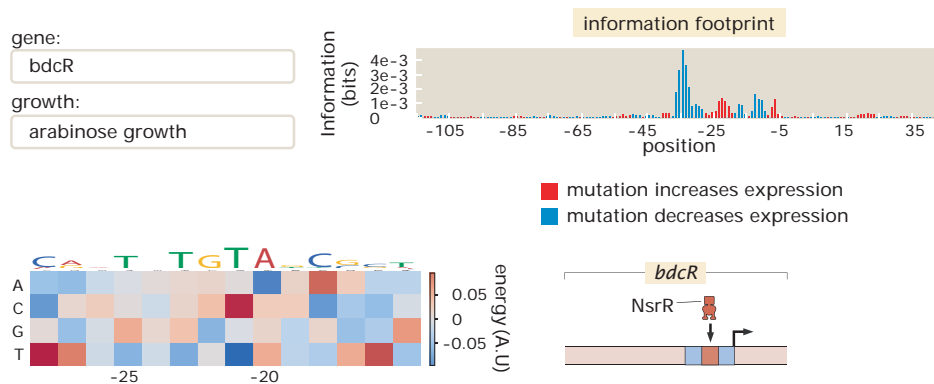 gene:
bdcR
growth:
arabinose growth
information footprint
Information
(bits)
4e-3
3e-3
2e-3
1e-3
0
-105 -85 -65 -45 -25 -5 15 35
position
mutation increases expression
mutation decreases expression
A
C
G
T
-25 -20
0.05
0
-0.05
energy (A.U)
bdcR
NsrR